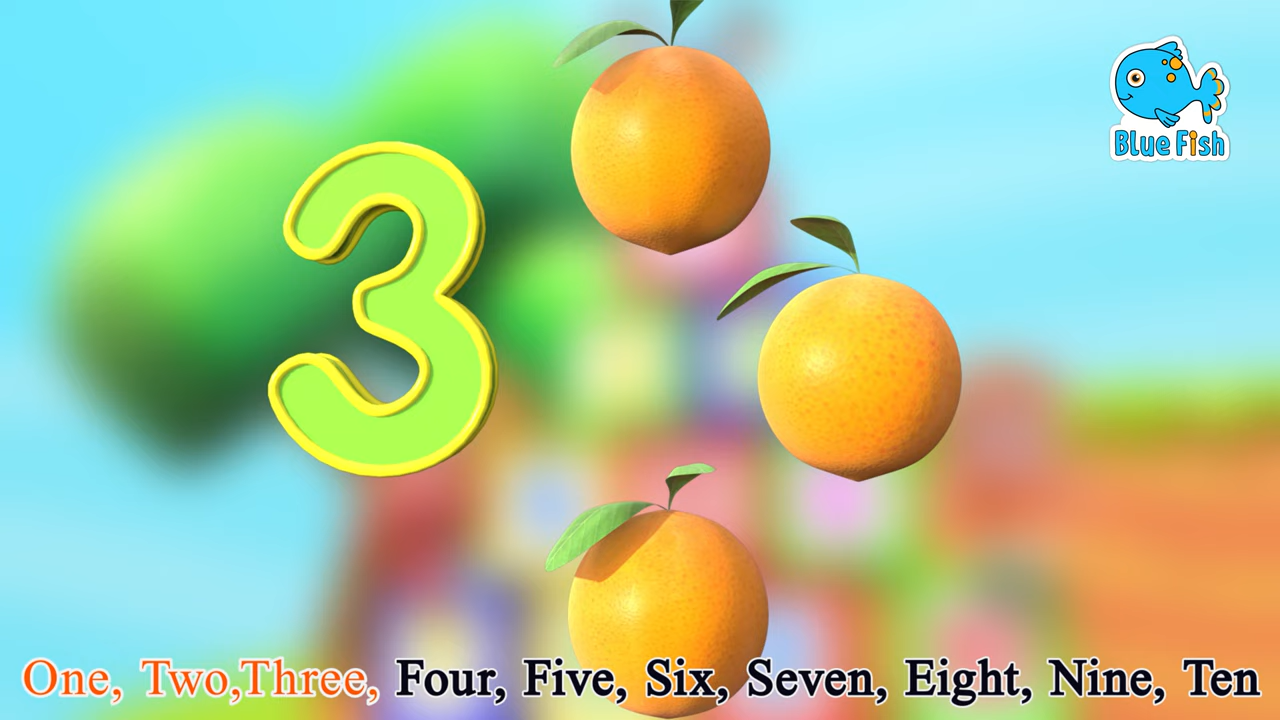 Blue Fish
3
One, Two,Three, Four, Five, Six, Seven, Eight, Nine, Ten